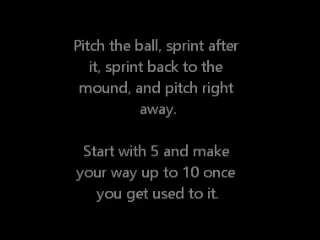 Pitch the ball, sprint after
it, sprint back to the
mound, and pitch right
away.
Start with 5 and make
your way up to 10 once
you get used to it.